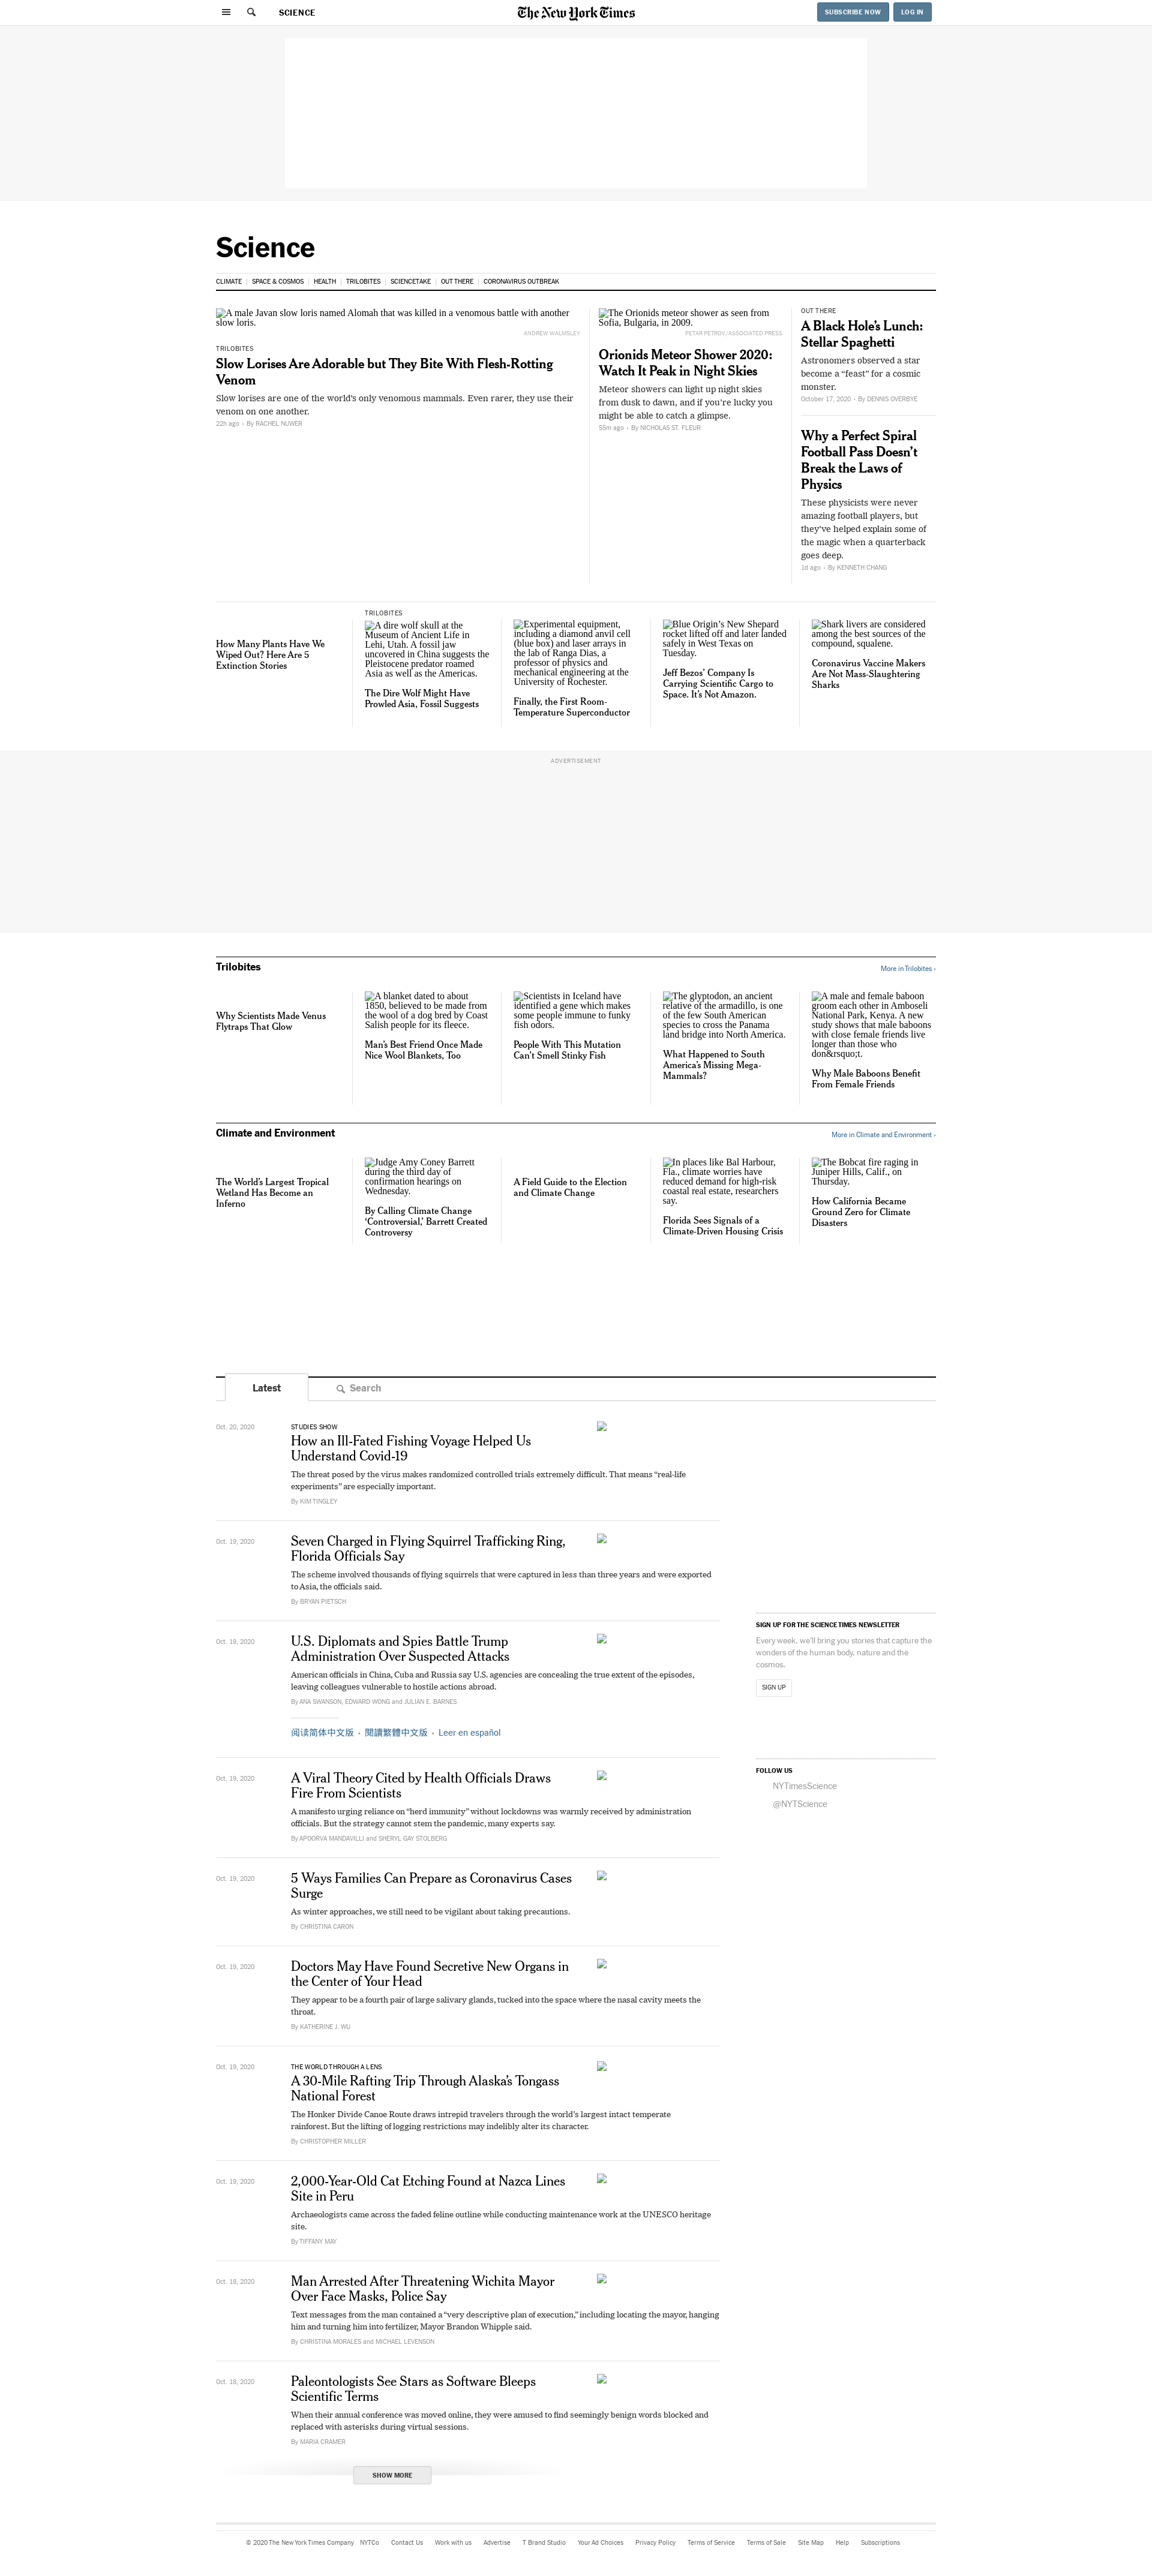 SCIENCE
The New York Times
SUBSCRIBE NOW
LOG IN
Science
CLIMATE
SPACE & COSMOS
HEALTH
TRILOBITES
SCIENCETAKE
OUT THERE
CORONAVIRUS OUTBREAK
A male Javan slow loris named Alomah that was killed in a venomous battle with another
slow loris.
ANDREW WALMSLEY
TRILOBITES
Slow Lorises Are Adorable but They Bite With Flesh-Rotting
Venom
Slow lorises are one of the world's only venomous mammals. Even rarer, they use their
venom on one another.
22h ago • By RACHEL NUWER
The Orionids meteor shower as seen from
Sofia, Bulgaria, in 2009.
PETAR PETROV/ASSOCIATED PRESS
Orionids Meteor Shower 2020:
Watch It Peak in Night Skies
Meteor showers can light up night skies
from dusk to dawn, and if you're lucky you
might be able to catch a glimpse.
55m ago • By NICHOLAS ST. FLEUR
OUT THERE
A Black Hole's Lunch:
Stellar Spaghetti
Astronomers observed a star
become a “feast” for a cosmic
monster.
October 17, 2020 • By DENNIS OVERBYE
Why a Perfect Spiral
Football Pass Doesn't
Break the Laws of
Physics
These physicists were never
amazing football players, but
they've helped explain some of
the magic when a quarterback
goes deep.
1d ago • By KENNETH CHANG
How Many Plants Have We
Wiped Out? Here Are 5
Extinction Stories
TRILOBITES
A dire wolf skull at the
Museum of Ancient Life in
Lehi, Utah. A fossil jaw
uncovered in China suggests the
Pleistocene predator roamed
Asia as well as the Americas.
The Dire Wolf Might Have
Prowled Asia, Fossil Suggests
Experimental equipment,
including a diamond anvil cell
(blue box) and laser arrays in
the lab of Ranga Dias, a
professor of physics and
mechanical engineering at the
University of Rochester.
Finally, the First Room-
Temperature Superconductor
Blue Origin's New Shepard
rocket lifted off and later landed
safely in West Texas on
Tuesday.
Jeff Bezos' Company Is
Carrying Scientific Cargo to
Space. It's Not Amazon.
Shark livers are considered
among the best sources of the
compound, squalene.
Coronavirus Vaccine Makers
Are Not Mass-Slaughtering
Sharks
ADVERTISEMENT
Trilobites
More in Trilobites ›
Why Scientists Made Venus
Flytraps That Glow
A blanket dated to about
1850, believed to be made from
the wool of a dog bred by Coast
Salish people for its fleece.
Man's Best Friend Once Made
Nice Wool Blankets, Too
Scientists in Iceland have
identified a gene which makes
some people immune to funky
fish odors.
People With This Mutation
Can't Smell Stinky Fish
The glyptodon, an ancient
relative of the armadillo, is one
of the few South American
species to cross the Panama
land bridge into North America.
What Happened to South
America's Missing Mega-
Mammals?
A male and female baboon
groom each other in Amboseli
National Park, Kenya. A new
study shows that male baboons
with close female friends live
longer than those who
don&rsquo;t.
Why Male Baboons Benefit
From Female Friends
Climate and Environment
More in Climate and Environment ›
The World's Largest Tropical
Wetland Has Become an
Inferno
Judge Amy Coney Barrett
during the third day of
confirmation hearings on
Wednesday.
By Calling Climate Change
‘Controversial,’ Barrett Created
Controversy
A Field Guide to the Election
and Climate Change
In places like Bal Harbour,
Fla., climate worries have
reduced demand for high-risk
coastal real estate, researchers
say.
Florida Sees Signals of a
Climate-Driven Housing Crisis
The Bobcat fire raging in
Juniper Hills, Calif., on
Thursday.
How California Became
Ground Zero for Climate
Disasters
Latest
Search
Oct. 20, 2020
STUDIES SHOW
How an Ill-Fated Fishing Voyage Helped Us
Understand Covid-19
The threat posed by the virus makes randomized controlled trials extremely difficult. That means “real-life
experiments” are especially important.
By KIM TINGLEY
Oct. 19, 2020
Seven Charged in Flying Squirrel Trafficking Ring,
Florida Officials Say
The scheme involved thousands of flying squirrels that were captured in less than three years and were exported
to Asia, the officials said.
By BRYAN PIETSCH
Oct. 19, 2020
U.S. Diplomats and Spies Battle Trump
Administration Over Suspected Attacks
American officials in China, Cuba and Russia say U.S. agencies are concealing the true extent of the episodes,
leaving colleagues vulnerable to hostile actions abroad.
By ANA SWANSON, EDWARD WONG and JULIAN E. BARNES
阅读简体中文版 • 閱讀繁體中文版 • Leer en español
Oct. 19, 2020
A Viral Theory Cited by Health Officials Draws
Fire From Scientists
A manifesto urging reliance on “herd immunity” without lockdowns was warmly received by administration
officials. But the strategy cannot stem the pandemic, many experts say.
By APOORVA MANDAVILLI and SHERYL GAY STOLBERG
Oct. 19, 2020
5 Ways Families Can Prepare as Coronavirus Cases
Surge
As winter approaches, we still need to be vigilant about taking precautions.
By CHRISTINA CARON
Oct. 19, 2020
Doctors May Have Found Secretive New Organs in
the Center of Your Head
They appear to be a fourth pair of large salivary glands, tucked into the space where the nasal cavity meets the
throat.
By KATHERINE J. WU
Oct. 19, 2020
THE WORLD THROUGH A LENS
A 30-Mile Rafting Trip Through Alaska's Tongass
National Forest
The Honker Divide Canoe Route draws intrepid travelers through the world's largest intact temperate
rainforest. But the lifting of logging restrictions may indelibly alter its character.
By CHRISTOPHER MILLER
Oct. 19, 2020
2,000-Year-Old Cat Etching Found at Nazca Lines
Site in Peru
Archaeologists came across the faded feline outline while conducting maintenance work at the UNESCO heritage
site.
By TIFFANY MAY
Oct. 18, 2020
Man Arrested After Threatening Wichita Mayor
Over Face Masks, Police Say
Text messages from the man contained a “very descriptive plan of execution,” including locating the mayor, hanging
him and turning him into fertilizer, Mayor Brandon Whipple said.
By CHRISTINA MORALES and MICHAEL LEVENSON
Oct. 18, 2020
Paleontologists See Stars as Software Bleeps
Scientific Terms
When their annual conference was moved online, they were amused to find seemingly benign words blocked and
replaced with asterisks during virtual sessions.
By MARIA CRAMER
SHOW MORE
SIGN UP FOR THE SCIENCE TIMES NEWSLETTER
Every week, we'll bring you stories that capture the
wonders of the human body, nature and the
cosmos.
SIGN UP
FOLLOW US
NYTimesScience
@NYTScience
© 2020 The New York Times Company NYTCo Contact Us Work with us Advertise T Brand Studio Your Ad Choices Privacy Policy Terms of Service Terms of Sale Site Map Help Subscriptions